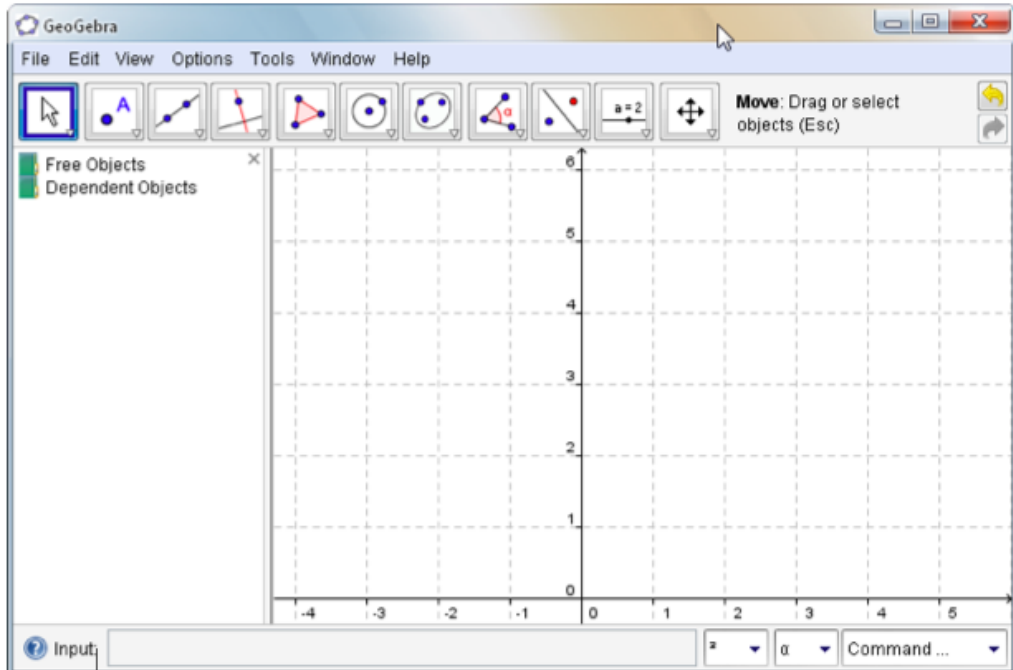 GeoGebra
File Edit View Options Tools Window Help
A
α
a = 2
Move: Drag or select
objects (Esc)
Free Objects
Dependent Objects
6
5
4
3
2
1
0
-4 -3 -2 -1 0 1 2 3 4 5
Input:
² α Command ...